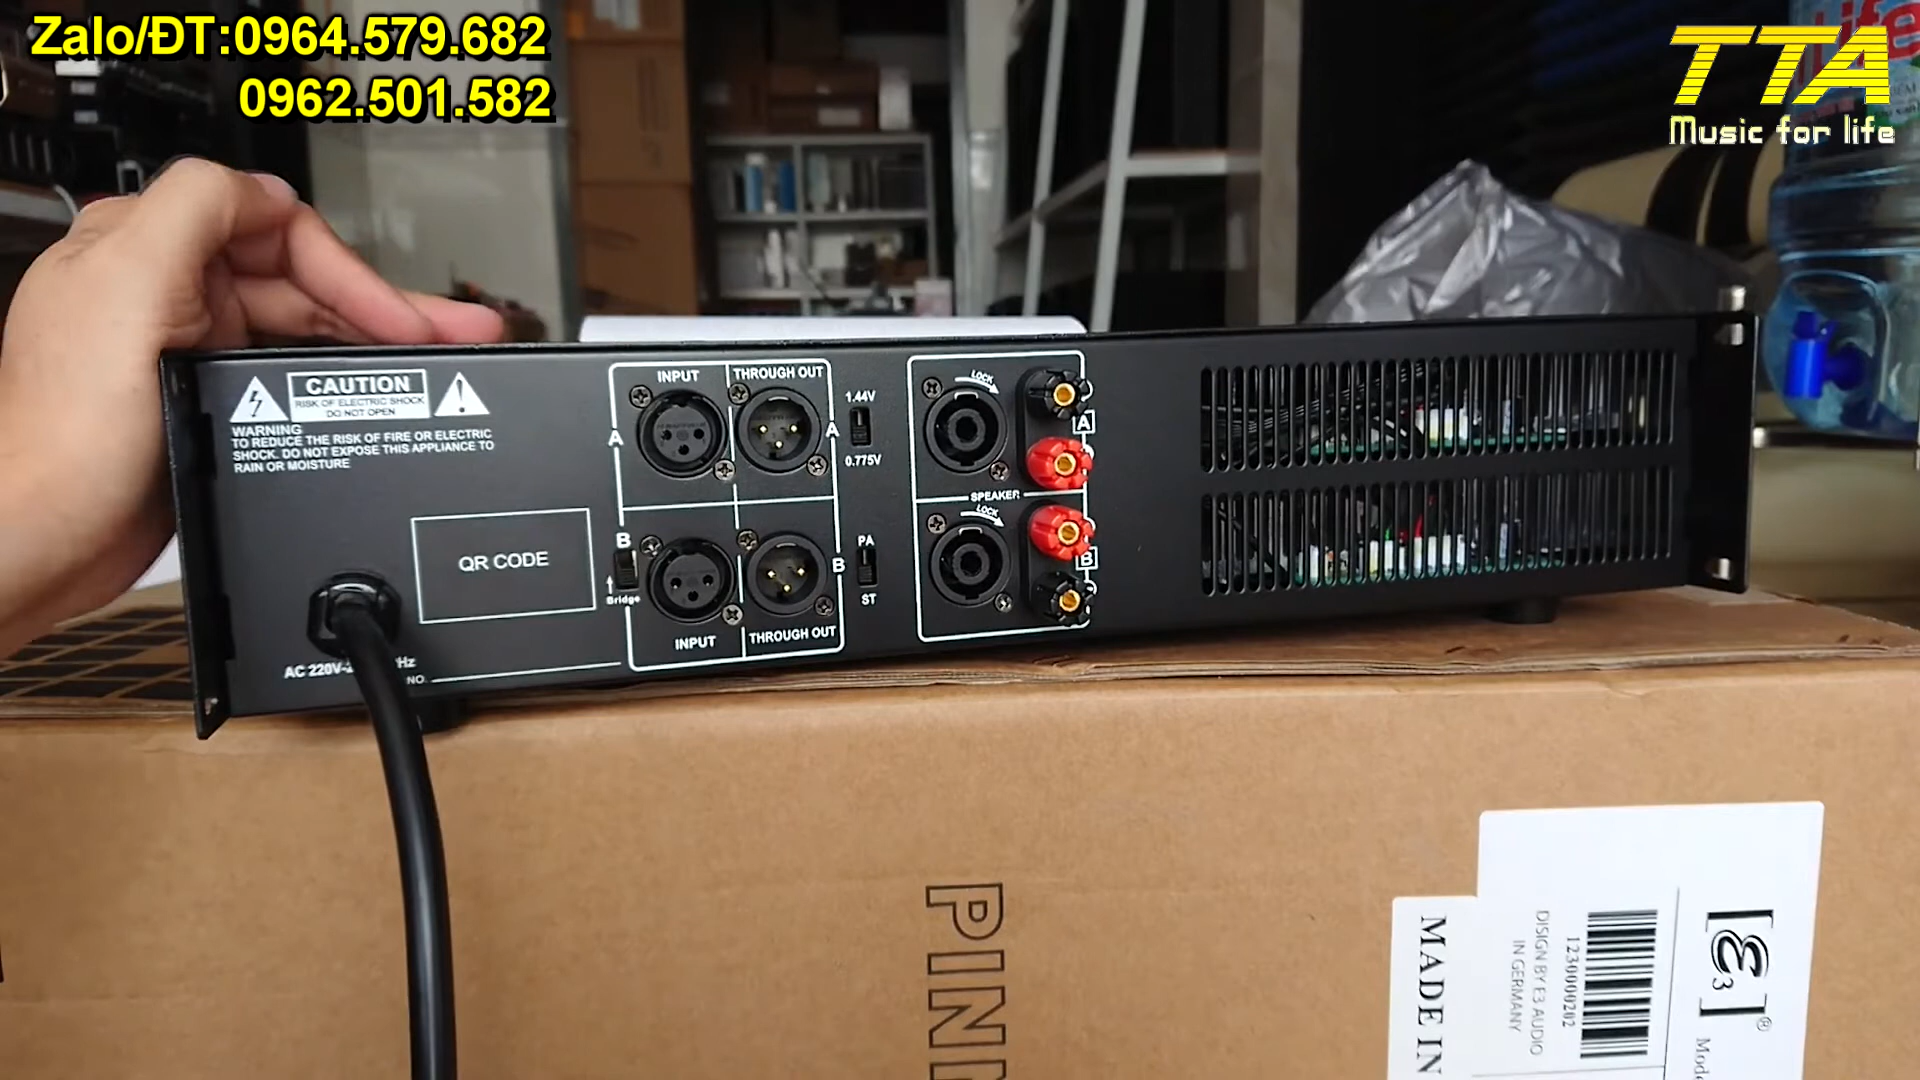 Zalo/ĐT:0964.579.682
0962.501.582
TTA
Music for life
CAUTION
RISK OF ELECTRIC SHOCK
DO NOT OPEN
WARNING
TO REDUCE THE RISK OF FIRE OR ELECTRIC
SHOCK. DO NOT EXPOSE THIS APPLIANCE TO
RAIN OR MOISTURE
QR CODE
AC 220V-
Hz
NO.
INPUT
THROUGH OUT
A
A
1.44V
0.775V
B
Bridge
B
PA
ST
INPUT
THROUGH OUT
LOCK
A
SPEAKER
LOCK
B
PINN
MADE IN
DISIGN BY E3 AUDIO
IN GERMANY
1230000202
[ε3]®
Mode